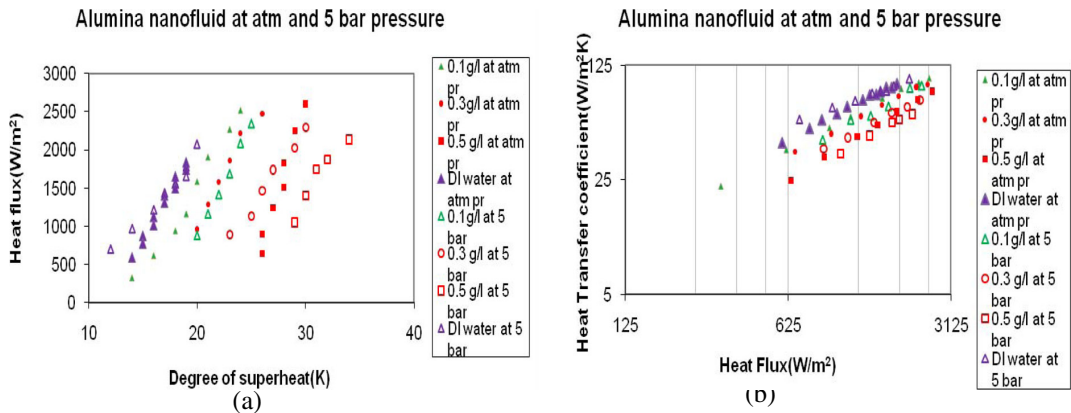 Alumina nanofluid at atm and 5 bar pressure
Heat flux(W/m²)
3000
2500
2000
1500
1000
500
0
10
20
30
40
Degree of superheat(K)
0.1g/l at atm
pr
0.3g/l at atm
pr
0.5 g/l at
atm pr
DI water at
atm pr
0.1g/l at 5
bar
0.3 g/l at 5
bar
0.5 g/l at 5
bar
DI water at 5
bar
(a)
Alumina nanofluid at atm and 5 bar pressure
Heat Transfer coefficient(W/m²K)
125
25
5
125
625
3125
Heat Flux(W/m²)
0.1g/l at atm
pr
0.3g/l at atm
pr
0.5 g/l at
atm pr
DI water at
atm pr
0.1g/l at 5
bar
0.3 g/l at 5
bar
0.5 g/l at 5
bar
DI water at
5 bar
(b)